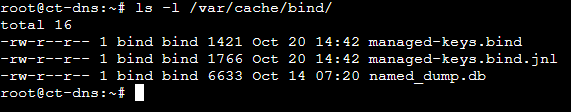 root@ct-dns:~# ls -l /var/cache/bind/
total 16
-rw-r--r-- 1 bind bind 1421 Oct 20 14:42 managed-keys.bind
-rw-r--r-- 1 bind bind 1766 Oct 20 14:42 managed-keys.bind.jnl
-rw-r--r-- 1 bind bind 6633 Oct 14 07:20 named_dump.db
root@ct-dns:~#